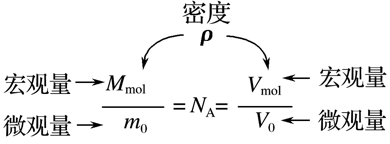 密度
ρ
宏观量 M_mol V_mol 宏观量
= N_A =
微观量 m_0 V_0 微观量